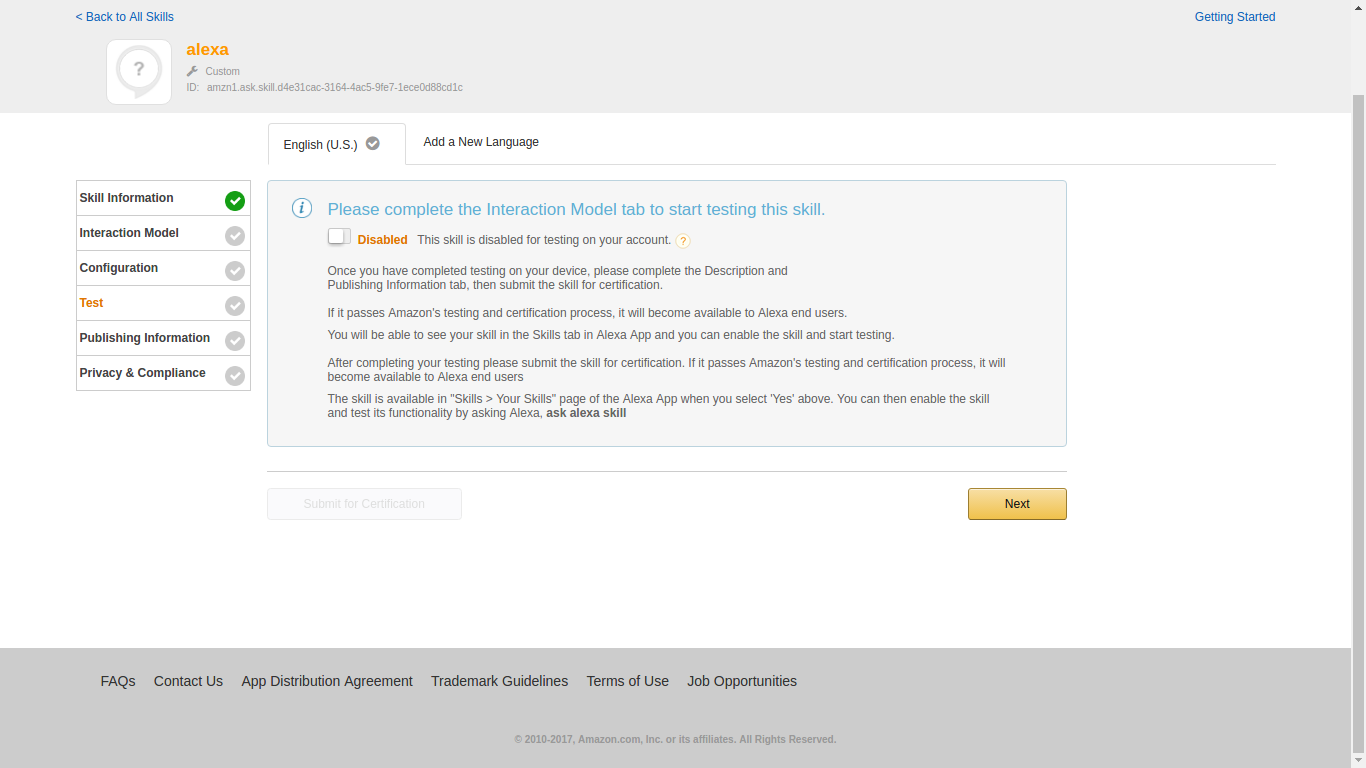 < Back to All Skills
Getting Started
?
alexa
Custom
ID: amzn1.ask.skill.d4e31cac-3164-4ac5-9fe7-1ece0d88cd1c
English (U.S.)
Add a New Language
Skill Information
Interaction Model
Configuration
Test
Publishing Information
Privacy & Compliance
i Please complete the Interaction Model tab to start testing this skill.
Disabled This skill is disabled for testing on your account. ?
Once you have completed testing on your device, please complete the Description and
Publishing Information tab, then submit the skill for certification.
If it passes Amazon's testing and certification process, it will become available to Alexa end users.
You will be able to see your skill in the Skills tab in Alexa App and you can enable the skill and start testing.
After completing your testing please submit the skill for certification. If it passes Amazon's testing and certification process, it will
become available to Alexa end users
The skill is available in "Skills > Your Skills" page of the Alexa App when you select 'Yes' above. You can then enable the skill
and test its functionality by asking Alexa, ask alexa skill
Submit for Certification
Next
FAQs Contact Us App Distribution Agreement Trademark Guidelines Terms of Use Job Opportunities
© 2010-2017, Amazon.com, Inc. or its affiliates. All Rights Reserved.